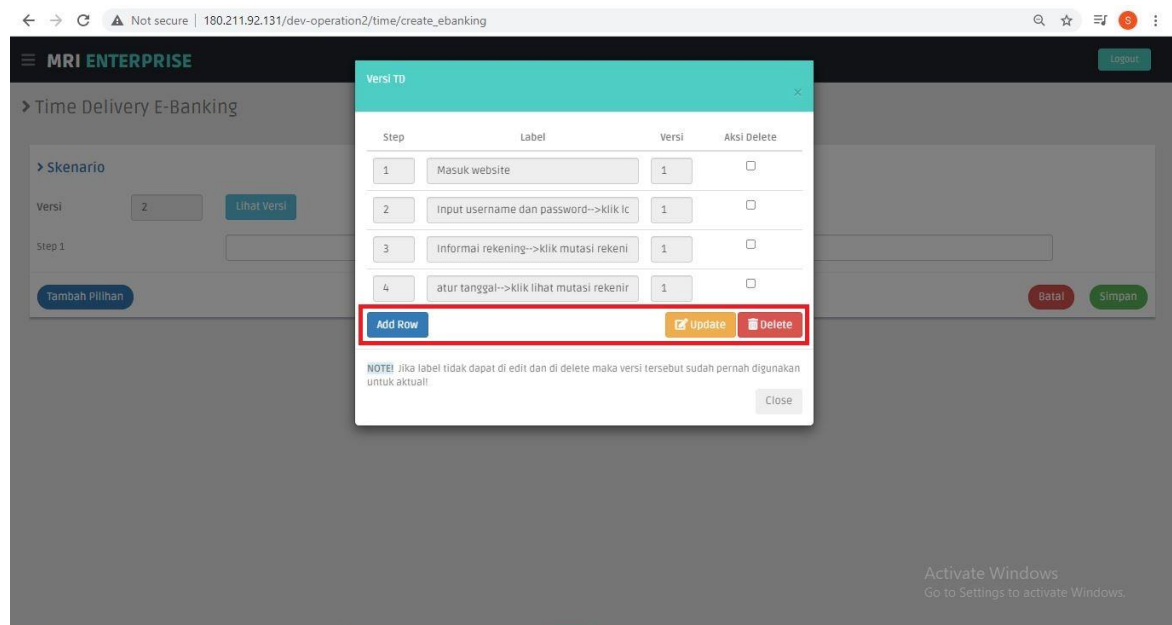 Not secure | 180.211.92.131/dev-operation2/time/create_ebanking
S
MRI ENTERPRISE
Logout
Time Delivery E-Banking
Versi TD
×
Step Label Versi Aksi Delete
1 Masuk website 1
2 Input username dan password-->klik lo 1
3 Informai rekening-->klik mutasi rekeni 1
4 atur tanggal-->klik lihat mutasi rekenir 1
Add Row Update Delete
NOTE! Jika label tidak dapat di edit dan di delete maka versi tersebut sudah pernah digunakan
untuk aktual!
Close
Skenario
Versi 2 Lihat Versi
Step 1
Tambah Pilihan Batal Simpan
Activate Windows
Go to Settings to activate Windows.